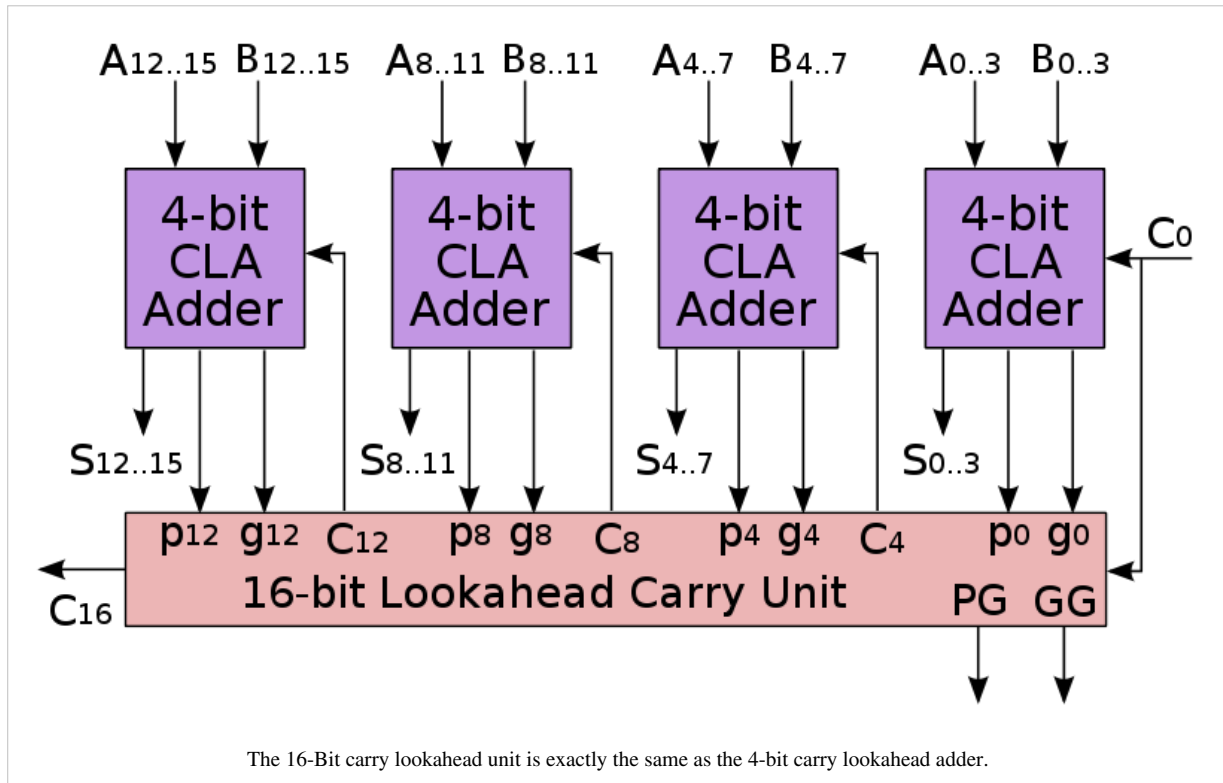 A12..15 B12..15 A8..11 B8..11 A4..7 B4..7 A0..3 B0..3
4-bit CLA Adder
4-bit CLA Adder
4-bit CLA Adder
4-bit CLA Adder
C0
S12..15 S8..11 S4..7 S0..3
p12 g12 C12 p8 g8 C8 p4 g4 C4 p0 g0
16-bit Lookahead Carry Unit PG GG
C16
The 16-Bit carry lookahead unit is exactly the same as the 4-bit carry lookahead adder.